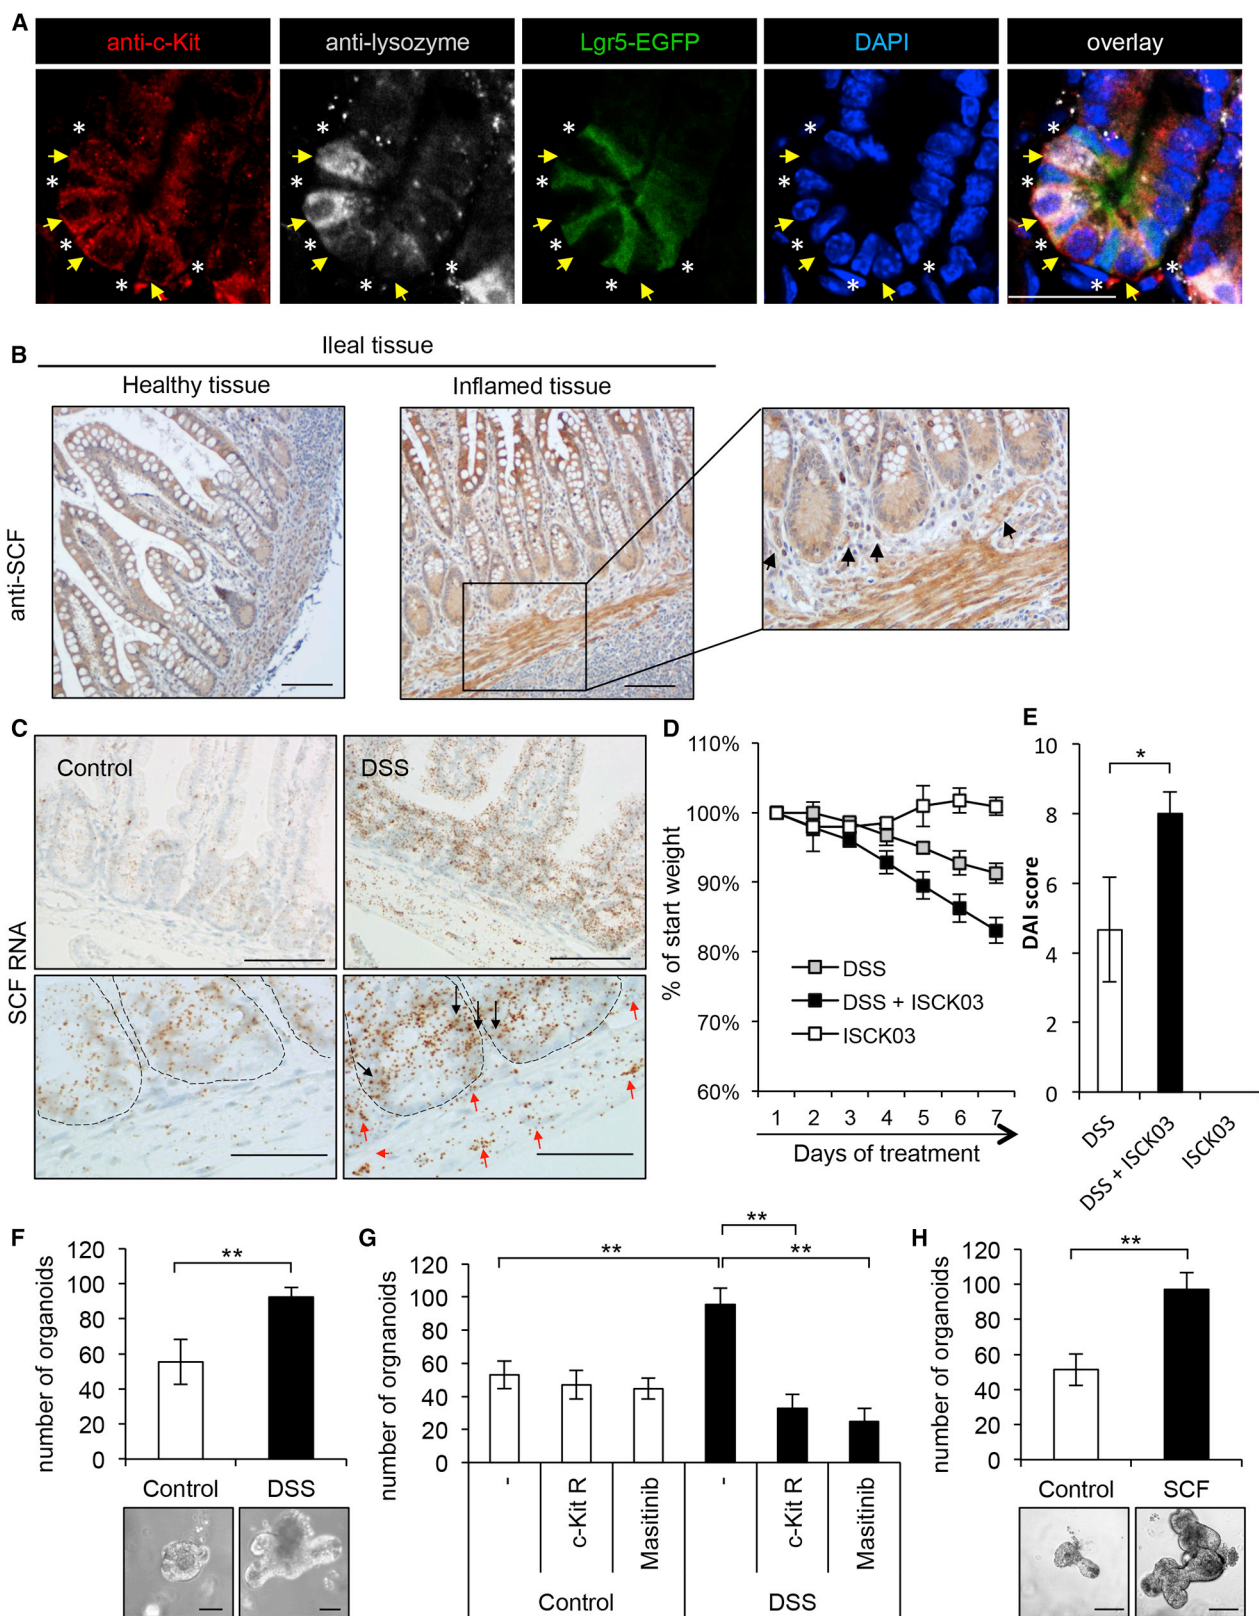 A
anti-c-Kit anti-lysozyme Lgr5-EGFP DAPI overlay
* * * * *
* * * * *
* * * * *
* * * * *
* * * * *
B
Ileal tissue
Healthy tissue Inflamed tissue
anti-SCF
C
Control DSS
SCF RNA
D
110%
100%
90%
80%
70%
60%
% of start weight
DSS
DSS + ISCK03
ISCK03
1 2 3 4 5 6 7
Days of treatment
E
10
8
6
4
2
0
DAI score
*
DSS
DSS + ISCK03
ISCK03
F
120
100
80
60
40
20
0
number of organoids
**
Control DSS
G
120
100
80
60
40
20
0
number of orgnanoids
**
**
**
- c-Kit R Masitinib - c-Kit R Masitinib
Control DSS
H
120
100
80
60
40
20
0
number of organoids
**
Control SCF